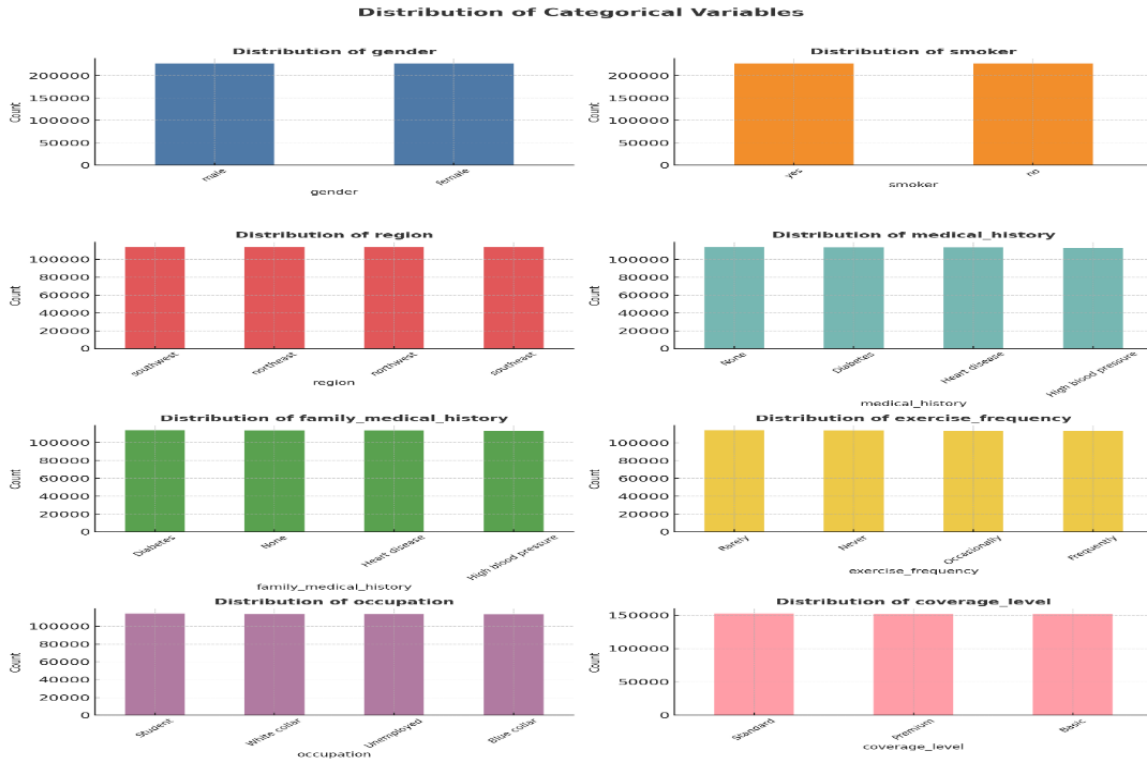 Distribution of Categorical Variables
Distribution of gender
200000
150000
100000
50000
0
Count
male
female
gender
Distribution of smoker
200000
150000
100000
50000
0
Count
yes
no
smoker
Distribution of region
100000
80000
60000
40000
20000
0
Count
southwest
northeast
northwest
southeast
region
Distribution of medical_history
100000
80000
60000
40000
20000
0
Count
None
Diabetes
Heart disease
High blood pressure
medical_history
Distribution of family_medical_history
100000
80000
60000
40000
20000
0
Count
Diabetes
None
Heart disease
High blood pressure
family_medical_history
Distribution of exercise_frequency
100000
80000
60000
40000
20000
0
Count
Rarely
Never
Occasionally
Frequently
exercise_frequency
Distribution of occupation
100000
80000
60000
40000
20000
0
Count
Student
White collar
Unemployed
Blue collar
occupation
Distribution of coverage_level
150000
100000
50000
0
Count
Standard
Premium
Basic
coverage_level